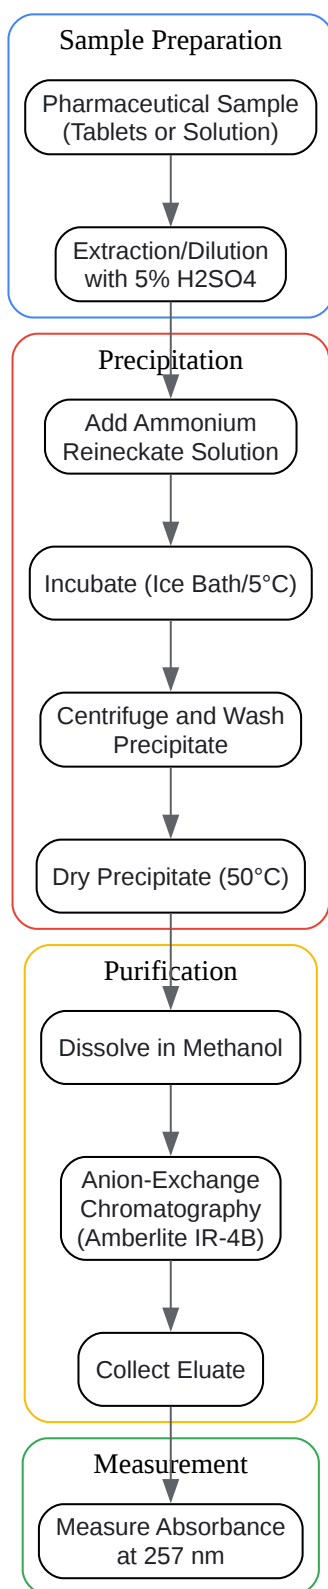 Sample Preparation
Pharmaceutical Sample
(Tablets or Solution)
Extraction/Dilution
with 5% H2SO4
Precipitation
Add Ammonium
Reineckate Solution
Incubate (Ice Bath/5°C)
Centrifuge and Wash
Precipitate
Dry Precipitate (50°C)
Purification
Dissolve in Methanol
Anion-Exchange
Chromatography
(Amberlite IR-4B)
Collect Eluate
Measurement
Measure Absorbance
at 257 nm